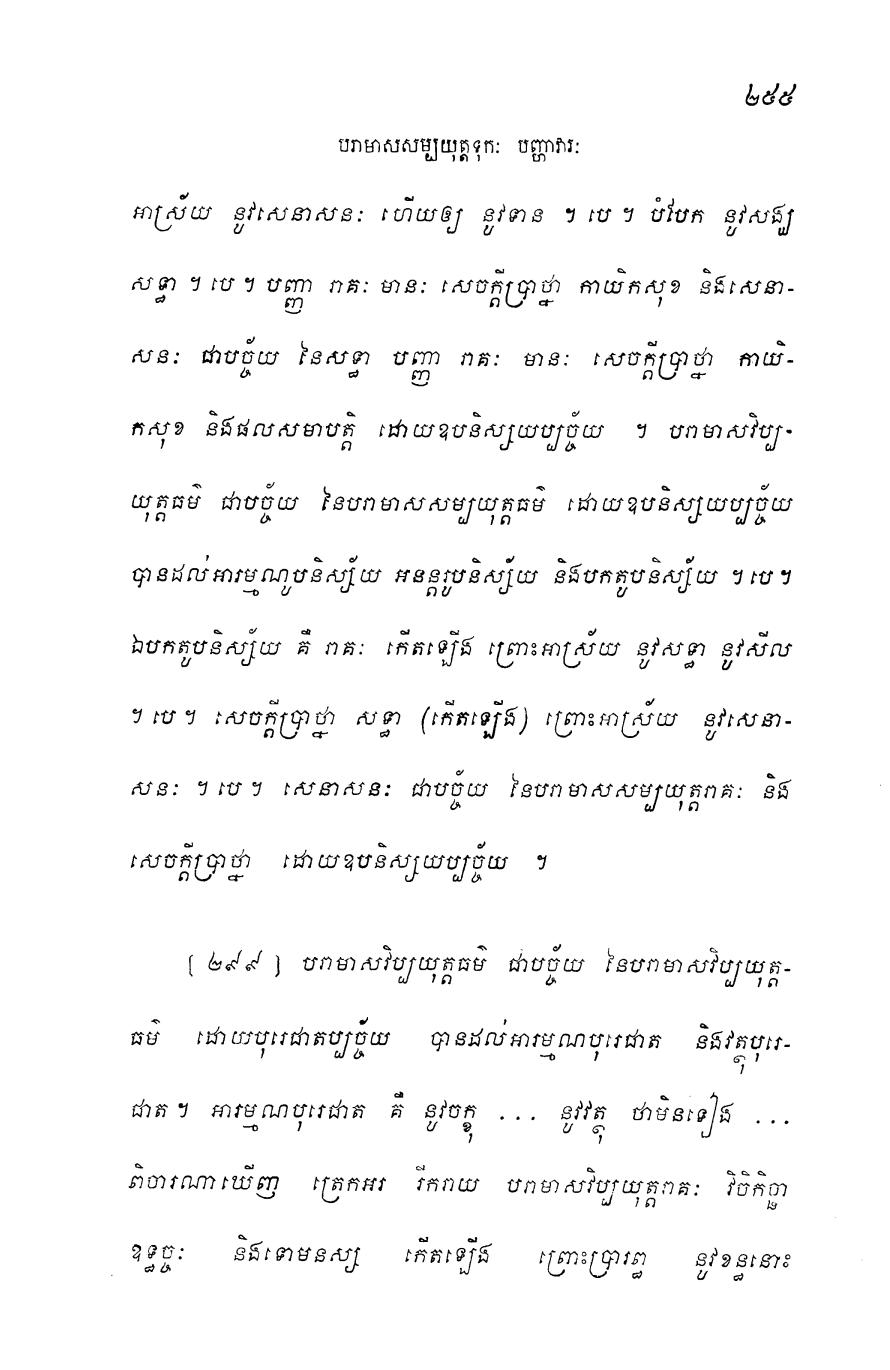 ២៥៥
បរាមាសសម្បយុត្តទុកៈ បញ្ហាវារៈ
អាស្រ័យ នូវសេនាសនៈ ហើយឲ្យ នូវទាន ។ បេ ។ បំបែក នូវសង្ឃ
សទ្ធា ។ បេ ។ បញ្ញា រាគៈ មានះ សេចក្តីប្រាថ្នា កាយិកសុខ និងសេនា-
សនៈ ជាបច្ច័យ នៃសទ្ធា បញ្ញា រាគៈ មានះ សេចក្តីប្រាថ្នា កាយិ-
កសុខ និងផលសមាបត្តិ ដោយឧបនិស្សយប្បច្ច័យ ។ បរាមាសវិប្ប-
យុត្តធម៌ ជាបច្ច័យ នៃបរាមាសសម្បយុត្តធម៌ ដោយឧបនិស្សយប្បច្ច័យ
បានដល់អារម្មណូបនិស្ស័យ អនន្តរូបនិស្ស័យ និងបកតូបនិស្ស័យ ។ បេ ។
ឯបកតូបនិស្ស័យ គឺ រាគៈ កើតឡើង ព្រោះអាស្រ័យ នូវសទ្ធា នូវសីល
។ បេ ។ សេចក្តីប្រាថ្នា សទ្ធា (កើតឡើង) ព្រោះអាស្រ័យ នូវសេនា-
សនៈ ។ បេ ។ សេនាសនៈ ជាបច្ច័យ នៃបរាមាសសម្បយុត្តរាគៈ និង
សេចក្តីប្រាថ្នា ដោយឧបនិស្សយប្បច្ច័យ ។
[ ២៩៩ ] បរាមាសវិប្បយុត្តធម៌ ជាបច្ច័យ នៃបរាមាសវិប្បយុត្ត-
ធម៌ ដោយបុរេជាតប្បច្ច័យ បានដល់អារម្មណបុរេជាត និងវត្ថុបុរេ-
ជាត ។ អារម្មណបុរេជាត គឺ នូវចក្ខុ ... នូវវត្ថុ ថាមិនទៀង ...
ពិចារណាឃើញ ត្រេកអរ រីករាយ បរាមាសវិប្បយុត្តរាគៈ វិចិកិច្ឆា
ឧទ្ធច្ចៈ និងទោមនស្ស កើតឡើង ព្រោះប្រារព្ធ នូវខន្ធនោះ